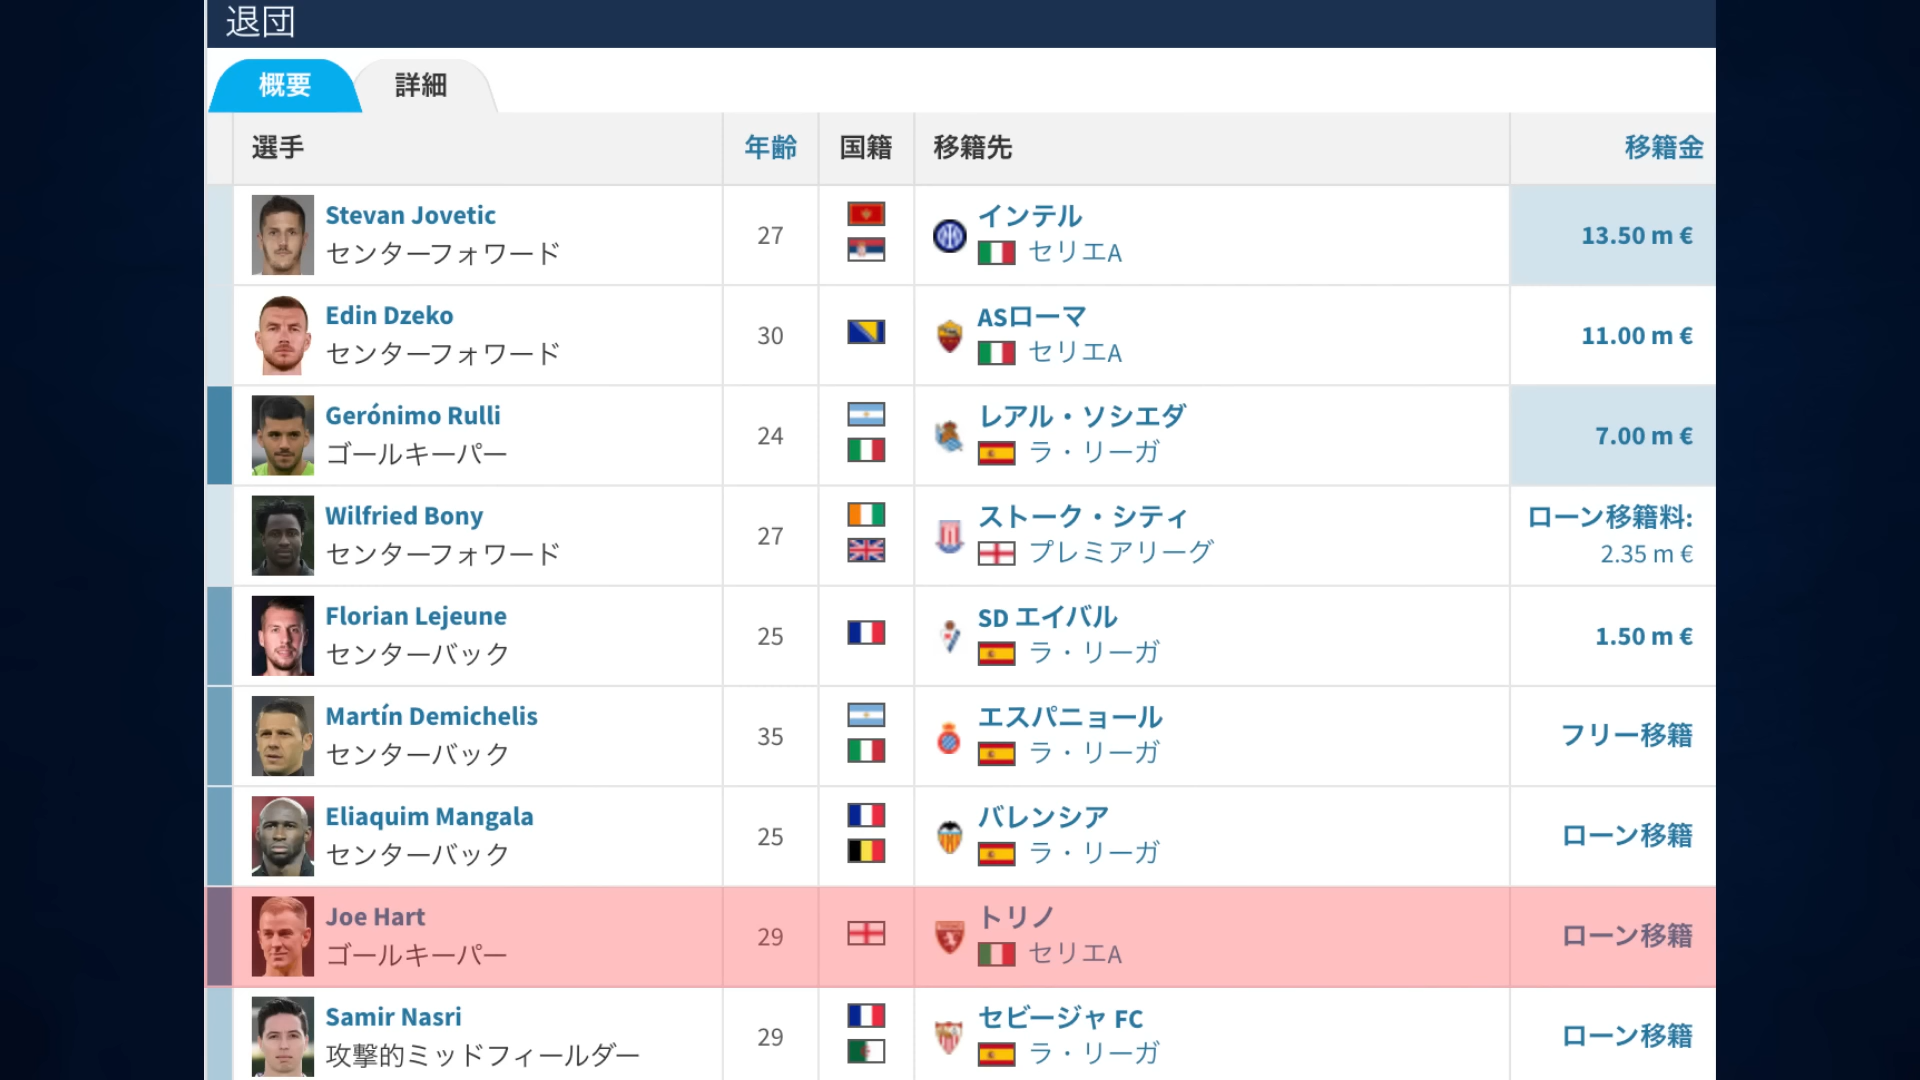 退団
概要
詳細
選手
年齢
国籍
移籍先
移籍金
Stevan Jovetic
センターフォワード
27
インテル
セリエA
13.50 m €
Edin Dzeko
センターフォワード
30
ASローマ
セリエA
11.00 m €
Gerónimo Rulli
ゴールキーパー
24
レアル・ソシエダ
ラ・リーガ
7.00 m €
Wilfried Bony
センターフォワード
27
ストーク・シティ
プレミアリーグ
ローン移籍料:
2.35 m €
Florian Lejeune
センターバック
25
SD エイバル
ラ・リーガ
1.50 m €
Martín Demichelis
センターバック
35
エスパニョール
ラ・リーガ
フリー移籍
Eliaquim Mangala
センターバック
25
バレンシア
ラ・リーガ
ローン移籍
Joe Hart
ゴールキーパー
29
トリノ
セリエA
ローン移籍
Samir Nasri
攻撃的ミッドフィールダー
29
セビージャ FC
ラ・リーガ
ローン移籍